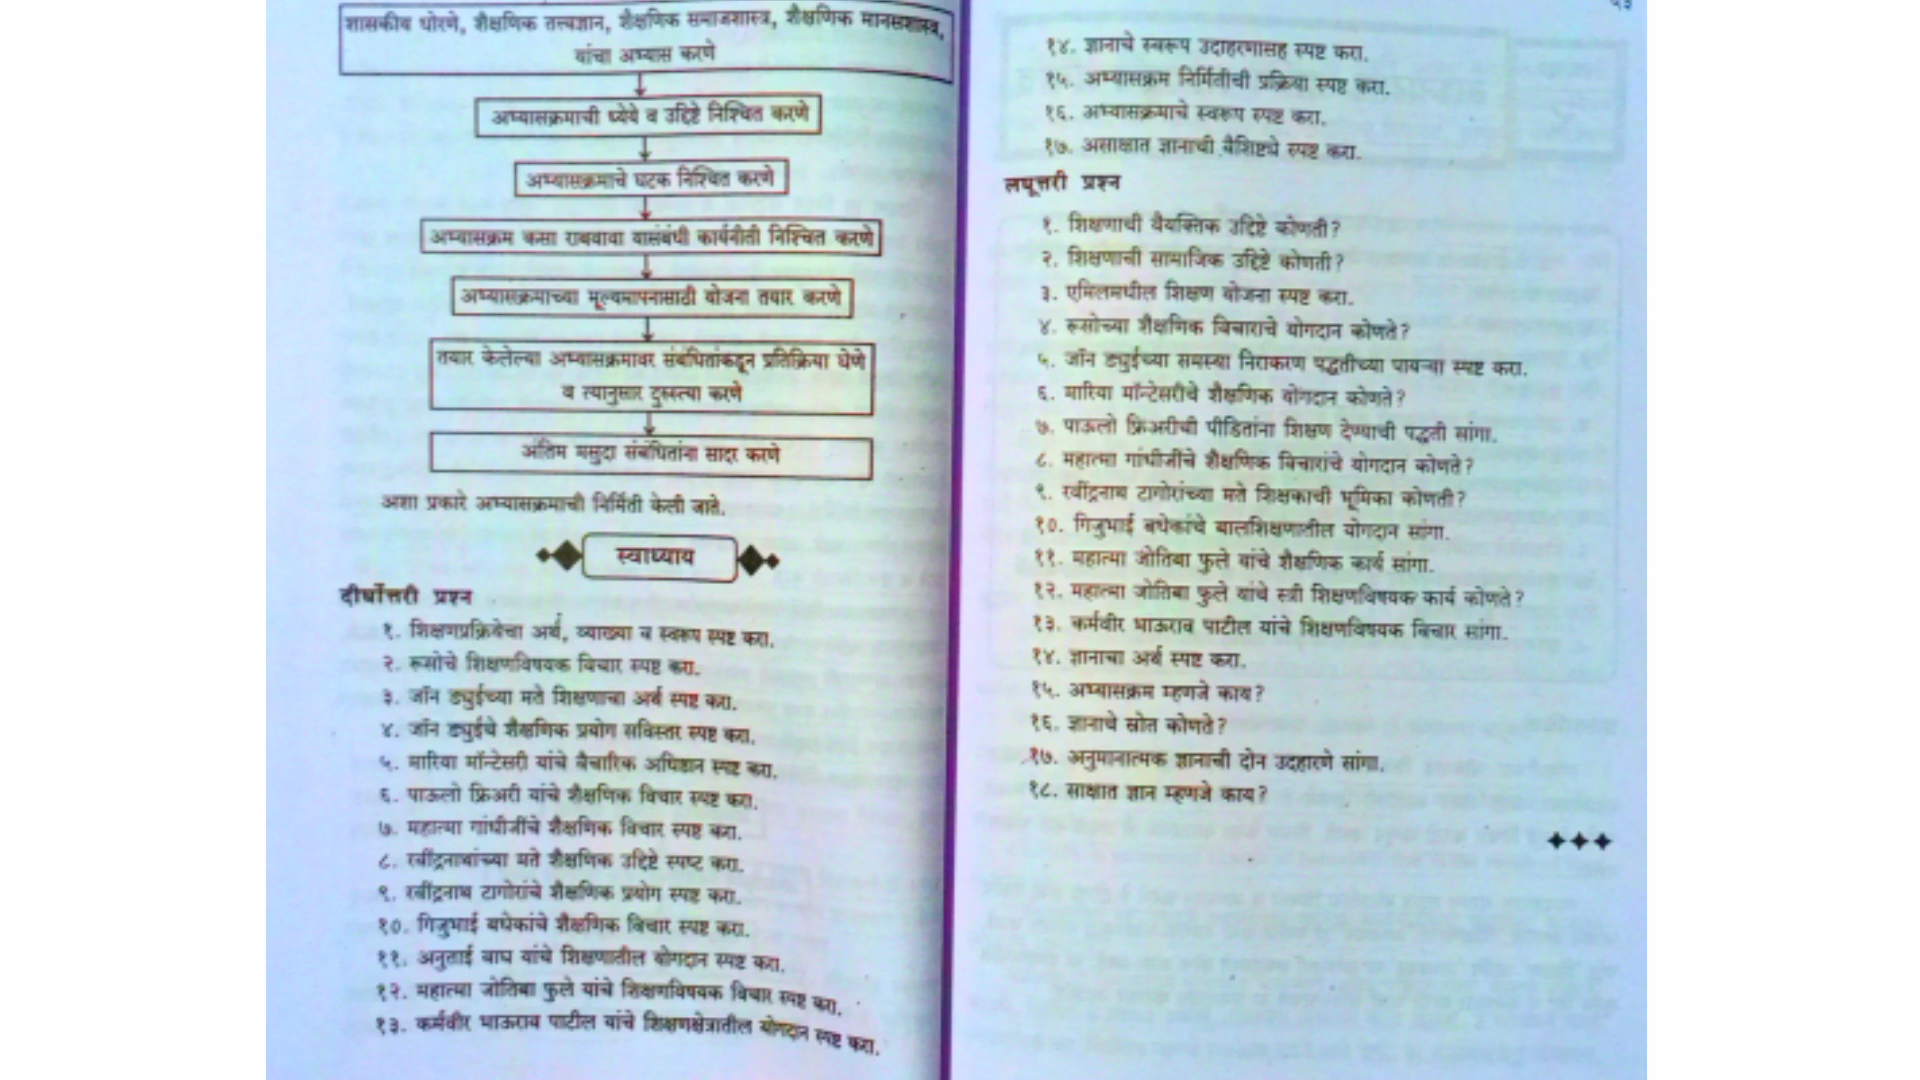 शासकीय धोरणे, शैक्षणिक तत्त्वज्ञान, शैक्षणिक समाजशास्त्र, शैक्षणिक मानसशास्त्र,
यांचा अभ्यास करणे
अभ्यासक्रमाची ध्येये व उद्दिष्टे निश्चित करणे
अभ्यासक्रमाचे घटक निश्चित करणे
अभ्यासक्रम कसा राबवावा यासंबंधी कार्यनीती निश्चित करणे
अभ्यासक्रमाच्या मूल्यमापनासाठी योजना तयार करणे
तयार केलेल्या अभ्यासक्रमावर संबंधितांकडून प्रतिक्रिया घेणे
व त्यानुसार दुरुस्त्या करणे
अंतिम मसुदा संबंधितांना सादर करणे
अशा प्रकारे अभ्यासक्रमाची निर्मिती केली जाते.
स्वाध्याय
दीर्घोत्तरी प्रश्न
१. शिक्षणप्रक्रियेचा अर्थ, व्याख्या व स्वरूप स्पष्ट करा.
२. रूसोचे शिक्षणविषयक विचार स्पष्ट करा.
३. जॉन ड्युईच्या मते शिक्षणाचा अर्थ स्पष्ट करा.
४. जॉन ड्युईचे शैक्षणिक प्रयोग सविस्तर स्पष्ट करा.
५. मारिया मॉन्टेसरी यांचे वैचारिक अधिष्ठान स्पष्ट करा.
६. पाऊलो फ्रिअरी यांचे शैक्षणिक विचार स्पष्ट करा.
७. महात्मा गांधीजींचे शैक्षणिक विचार स्पष्ट करा.
८. रवींद्रनाथांच्या मते शैक्षणिक उद्दिष्टे स्पष्ट करा.
९. रवींद्रनाथ टागोरांचे शैक्षणिक प्रयोग स्पष्ट करा.
१०. गिजुभाई बधेकांचे शैक्षणिक विचार स्पष्ट करा.
११. अनुताई वाघ यांचे शिक्षणातील योगदान स्पष्ट करा.
१२. महात्मा जोतिबा फुले यांचे शिक्षणविषयक विचार स्पष्ट करा.
१३. कर्मवीर भाऊराव पाटील यांचे शिक्षणक्षेत्रातील योगदान स्पष्ट करा.
१४. ज्ञानाचे स्वरूप उदाहरणासह स्पष्ट करा.
१५. अभ्यासक्रम निर्मितीची प्रक्रिया स्पष्ट करा.
१६. अभ्यासक्रमाचे स्वरूप स्पष्ट करा.
१७. असाक्षात ज्ञानाची वैशिष्ट्ये स्पष्ट करा.
लघूत्तरी प्रश्न
१. शिक्षणाची वैयक्तिक उद्दिष्टे कोणती?
२. शिक्षणाची सामाजिक उद्दिष्टे कोणती?
३. एमिलमधील शिक्षण योजना स्पष्ट करा.
४. रूसोच्या शैक्षणिक विचाराचे योगदान कोणते?
५. जॉन ड्युईच्या समस्या निराकरण पद्धतीच्या पायऱ्या स्पष्ट करा.
६. मारिया मॉन्टेसरीचे शैक्षणिक योगदान कोणते?
७. पाऊलो फ्रिअरीची पीडितांना शिक्षण देण्याची पद्धती सांगा.
८. महात्मा गांधीजींचे शैक्षणिक विचारांचे योगदान कोणते?
९. रवींद्रनाथ टागोरांच्या मते शिक्षकाची भूमिका कोणती?
१०. गिजुभाई बधेकांचे बालशिक्षणातील योगदान सांगा.
११. महात्मा जोतिबा फुले यांचे शैक्षणिक कार्य सांगा.
१२. महात्मा जोतिबा फुले यांचे स्त्री शिक्षणविषयक कार्य कोणते?
१३. कर्मवीर भाऊराव पाटील यांचे शिक्षणविषयक विचार सांगा.
१४. ज्ञानाचा अर्थ स्पष्ट करा.
१५. अभ्यासक्रम म्हणजे काय?
१६. ज्ञानाचे स्रोत कोणते?
१७. अनुमानात्मक ज्ञानाची दोन उदहारणे सांगा.
१८. साक्षात ज्ञान म्हणजे काय?